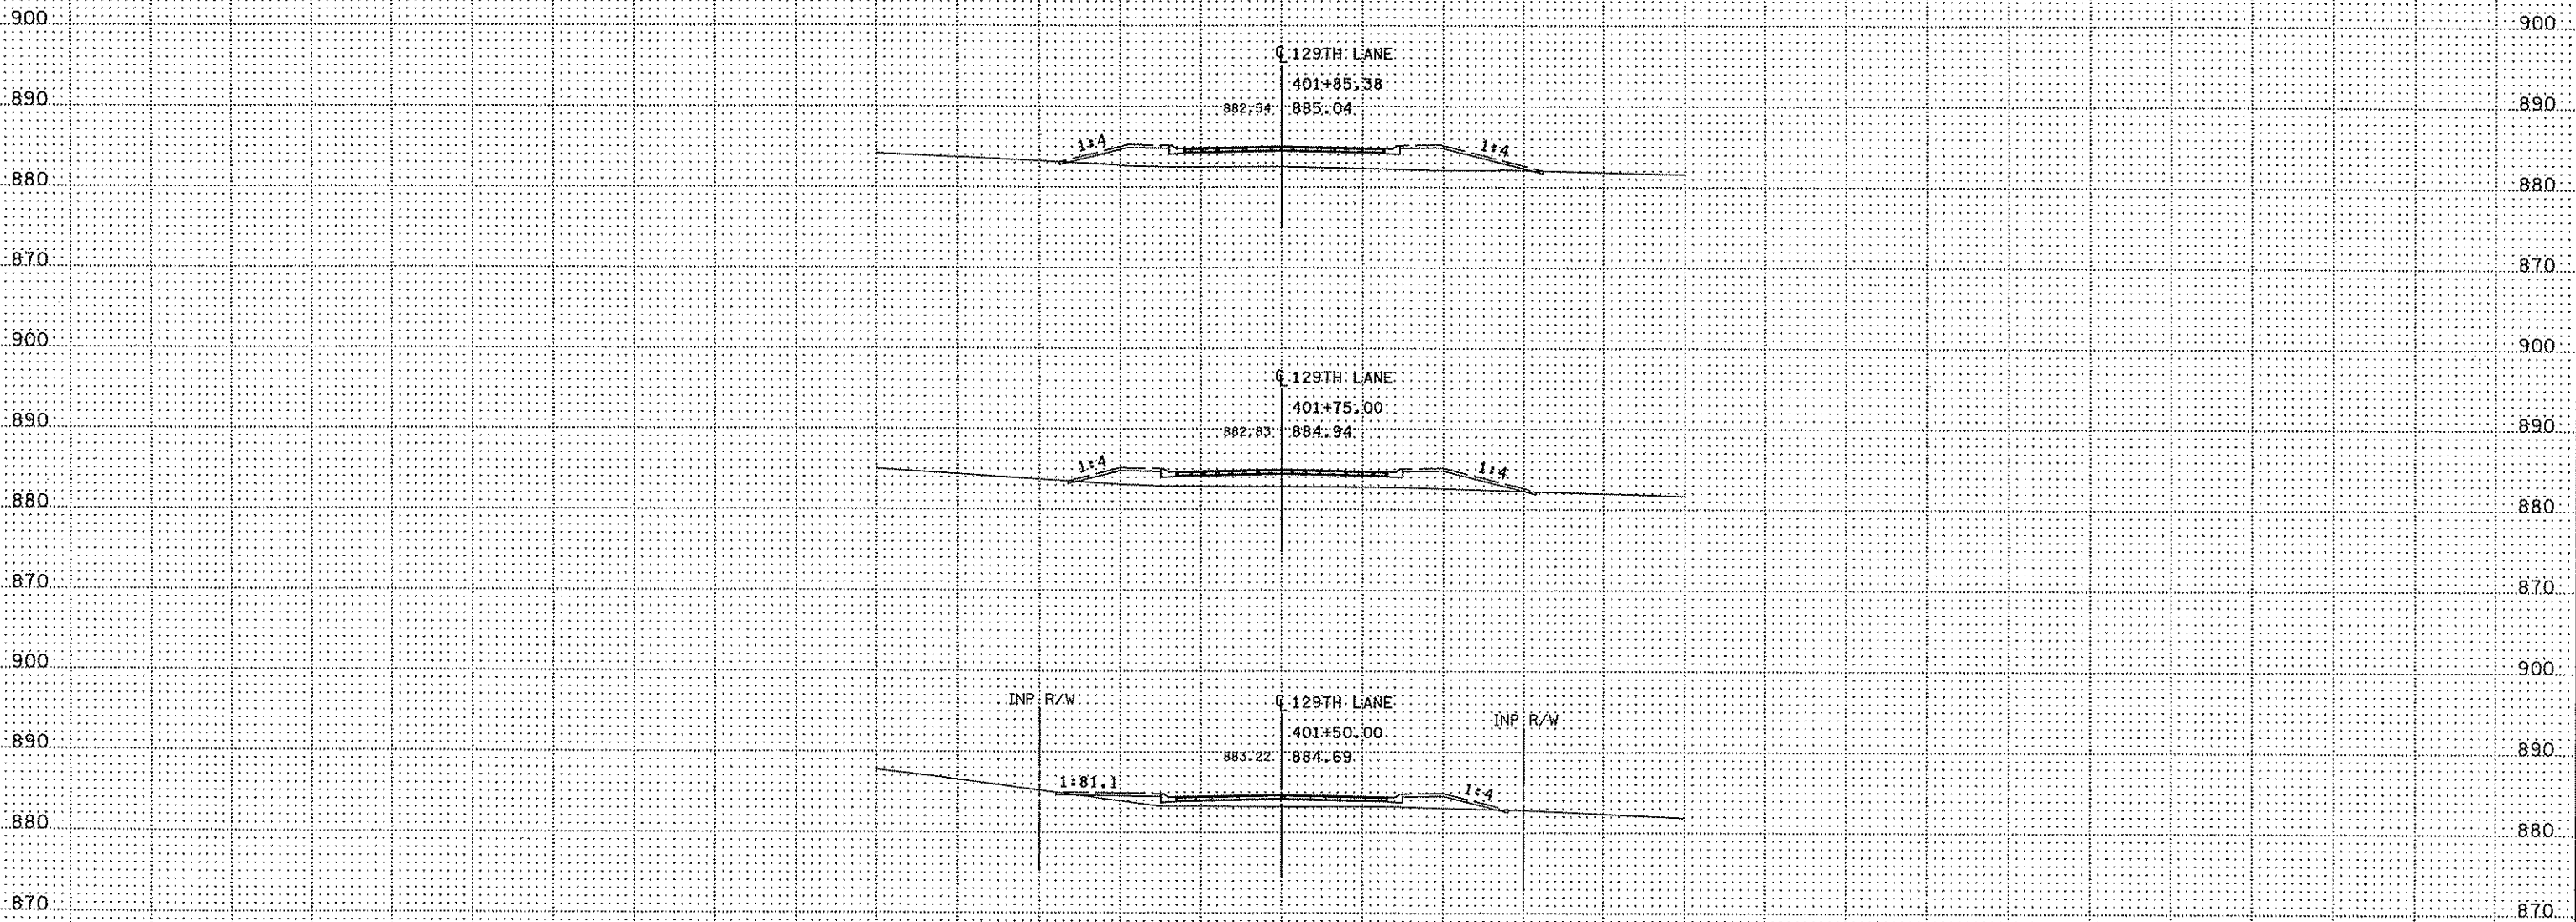 900 900
℄ 129TH LANE
401+85.38
890 882.54 885.04 890
1:4 1:4
880 880
870 870
900 900
℄ 129TH LANE
401+75.00
890 882.83 884.94 890
1:4 1:4
880 880
870 870
900 900
INP R/W ℄ 129TH LANE
INP R/W
401+50.00
890 883.22 884.69 890
1:81.1 1:4
880 880
870 870